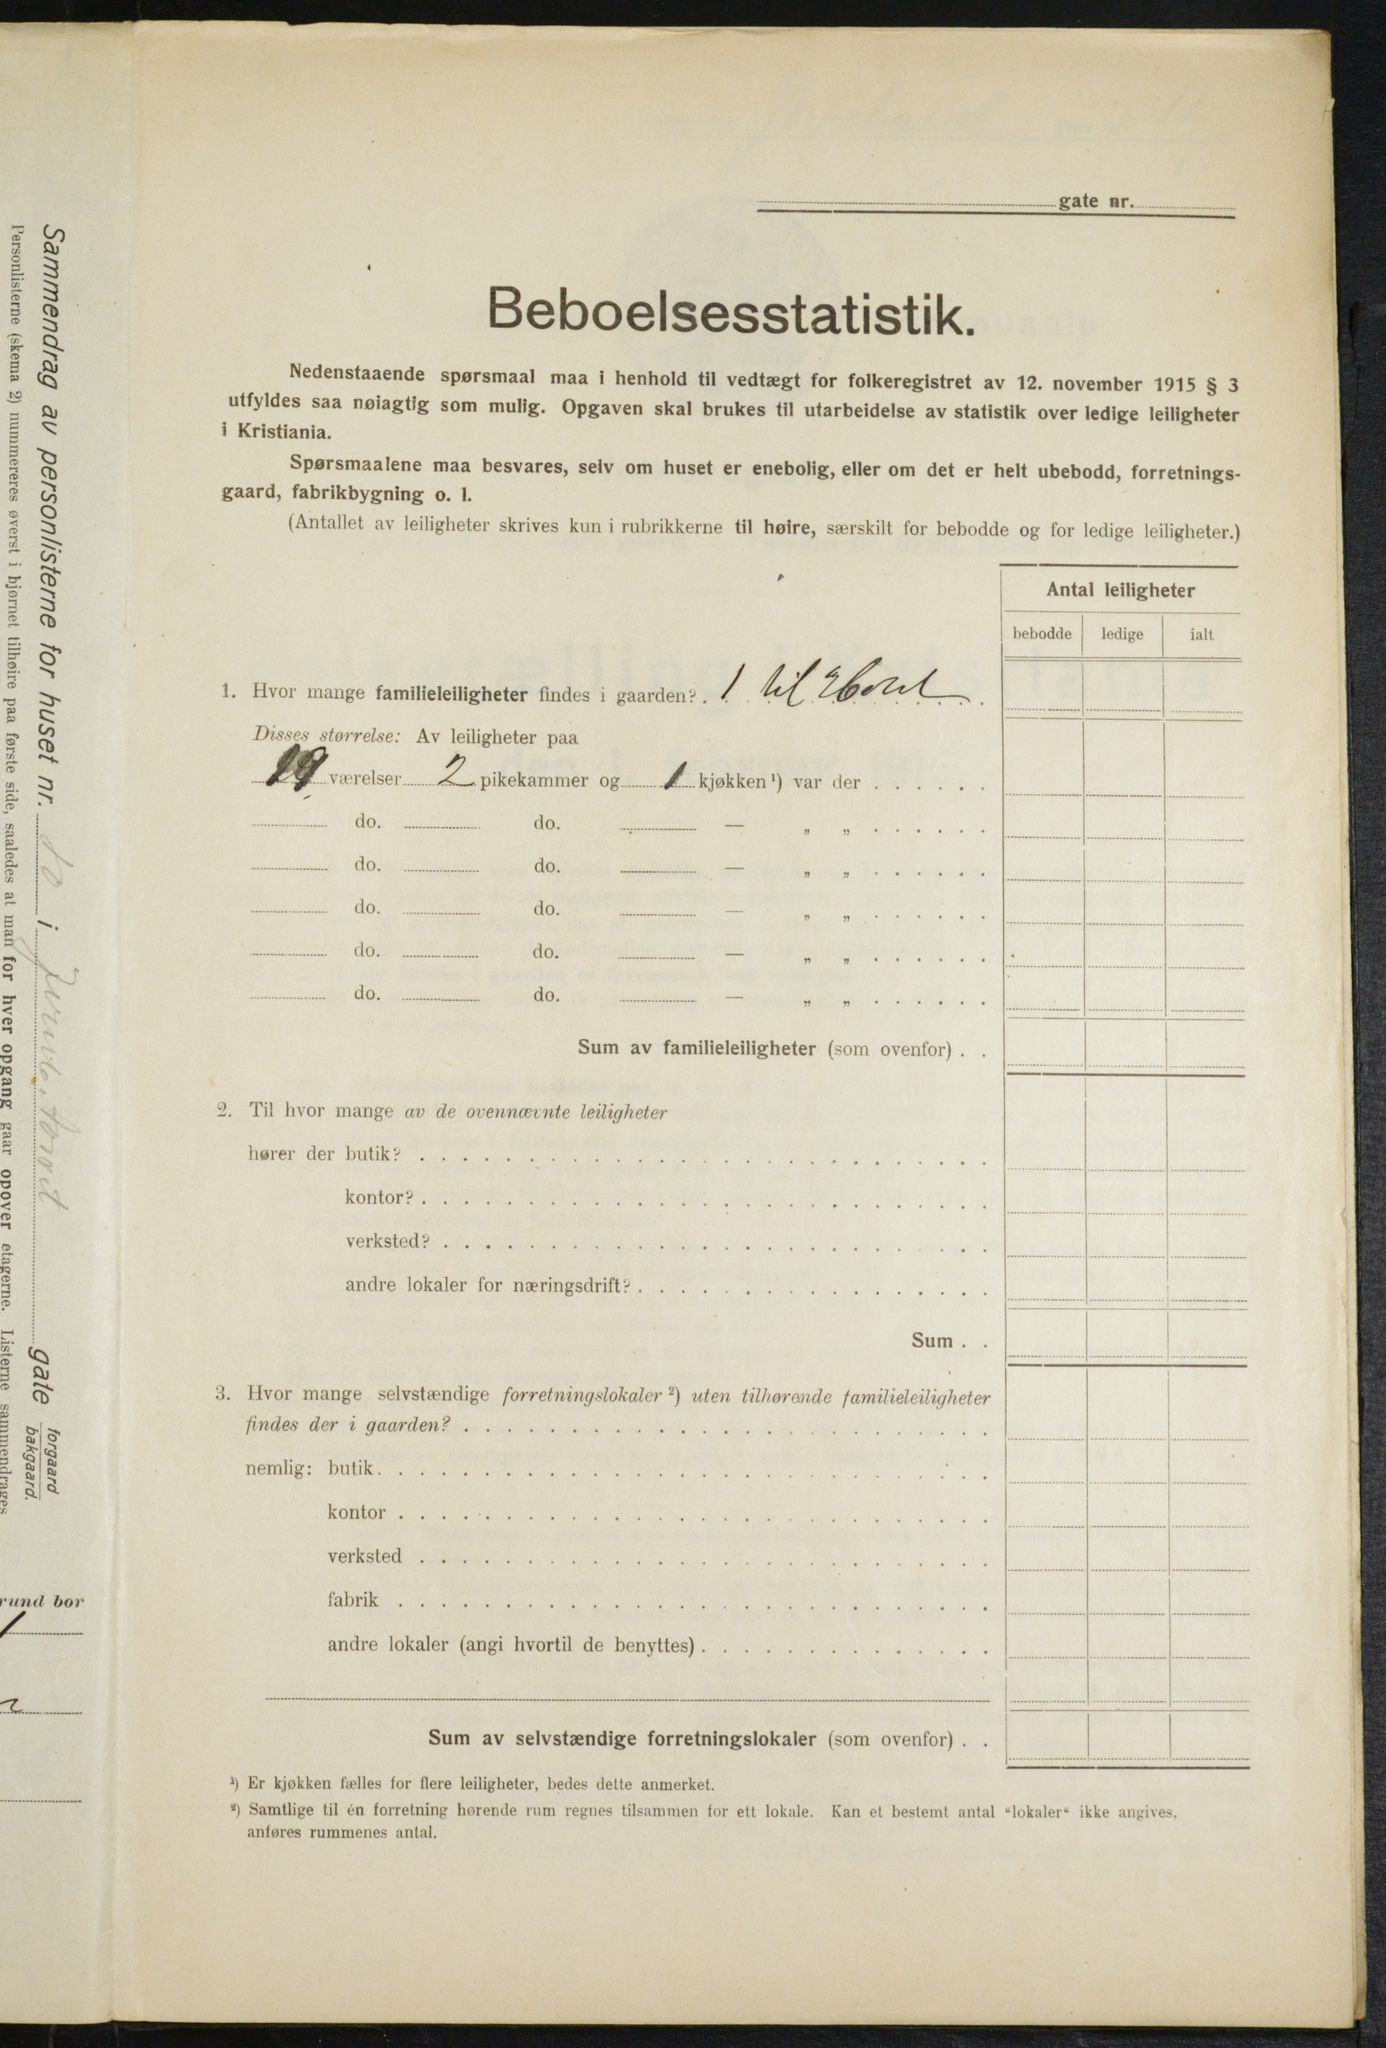 gate nr.
Beboelsesstatistik.
Nedenstaaende spørsmaal maa i henhold til vedtægt for folkeregistret av 12. november 1915 § 3
utfyldes saa nøiagtig som mulig. Opgaven skal brukes til utarbeidelse av statistik over ledige leiligheter
i Kristiania.
Spørsmaalene maa besvares, selv om huset er enebolig, eller om det er helt ubebodd, forretnings-
gaard, fabrikbygning o. l.
(Antallet av leiligheter skrives kun i rubrikkerne til høire, særskilt for bebodde og for ledige leiligheter.)
Antal leiligheter
bebodde ledige ialt
1. Hvor mange familieleiligheter findes i gaarden? 1 til Hotel
Disses størrelse: Av leiligheter paa
19 værelser 2 pikekammer og 1 kjøkken ¹) var der . . . . . .
do. do. — „ „ . . . . . .
do. do. — „ „ . . . . . .
do. do. — „ „ . . . . . .
do. do. — „ „ . . . . . .
do. do. — „ „ . . . . . .
Sum av familieleiligheter (som ovenfor) . .
2. Til hvor mange av de ovennævnte leiligheter
hører der butik?
kontor?
verksted?
andre lokaler for næringsdrift?
Sum . .
3. Hvor mange selvstændige forretningslokaler ²) uten tilhørende familieleiligheter
findes der i gaarden?
nemlig: butik
kontor
verksted
fabrik
andre lokaler (angi hvortil de benyttes)
Sum av selvstændige forretningslokaler (som ovenfor) . .
¹) Er kjøkken fælles for flere leiligheter, bedes dette anmerket.
²) Samtlige til én forretning hørende rum regnes tilsammen for ett lokale. Kan et bestemt antal “lokaler“ ikke angives,
anføres rummenes antal.
Sammendrag av personlisterne for huset nr. i gate forgaard
bakgaard.
Personlisterne (skema 2) nummereres øverst i hjørnet tilhøire paa første side, saaledes at man for hver opgang gaar opover etagerne. Listerne sammendrages
rund bor
1